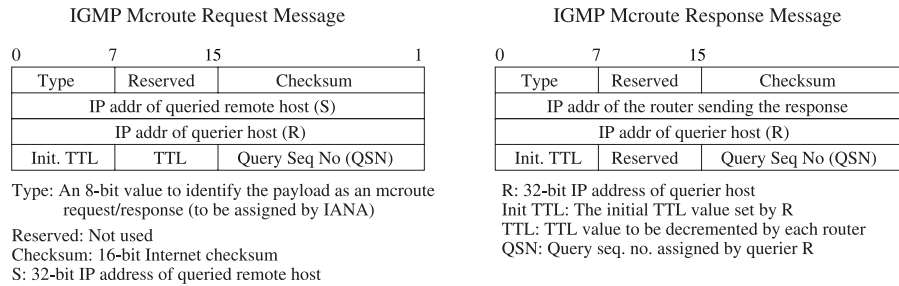 IGMP Mcroute Request Message
0 7 15 1
Type Reserved Checksum
IP addr of queried remote host (S)
IP addr of querier host (R)
Init. TTL TTL Query Seq No (QSN)
Type: An 8-bit value to identify the payload as an mcroute
request/response (to be assigned by IANA)
Reserved: Not used
Checksum: 16-bit Internet checksum
S: 32-bit IP address of queried remote host
IGMP Mcroute Response Message
0 7 15
Type Reserved Checksum
IP addr of the router sending the response
IP addr of querier host (R)
Init. TTL Reserved Query Seq No (QSN)
R: 32-bit IP address of querier host
Init TTL: The initial TTL value set by R
TTL: TTL value to be decremented by each router
QSN: Query seq. no. assigned by querier R